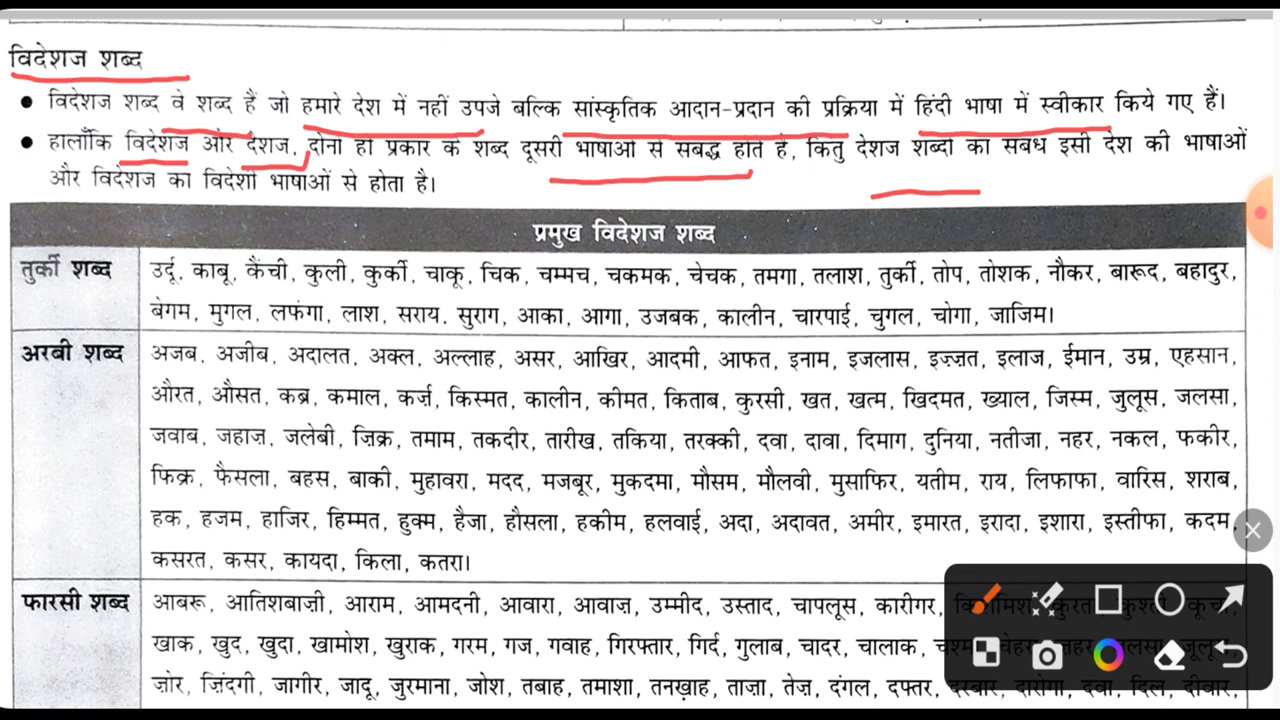 विदेशज शब्द
● विदेशज शब्द वे शब्द हैं जो हमारे देश में नहीं उपजे बल्कि सांस्कृतिक आदान-प्रदान की प्रक्रिया में हिंदी भाषा में स्वीकार किये गए हैं।
● हालाँकि विदेशज और देशज, दोनों ही प्रकार के शब्द दूसरी भाषाओं से संबद्ध होते हैं, किंतु देशज शब्दों का संबंध इसी देश की भाषाओं
और विदेशज का विदेशी भाषाओं से होता है।
प्रमुख विदेशज शब्द
तुर्की शब्द
उर्दू, काबू, कैंची, कुली, कुर्की, चाकू, चिक, चम्मच, चकमक, चेचक, तमगा, तलाश, तुर्की, तोप, तोशक, नौकर, बारूद, बहादुर,
बेगम, मुगल, लफंगा, लाश, सराय, सुराग, आका, आगा, उजबक, कालीन, चारपाई, चुगल, चोगा, जाजिम।
अरबी शब्द
अजब, अजीब, अदालत, अक्ल, अल्लाह, असर, आखिर, आदमी, आफत, इनाम, इजलास, इज़्ज़त, इलाज, ईमान, उम्र, एहसान,
औरत, औसत, कब्र, कमाल, कर्ज़, किस्मत, कालीन, कीमत, किताब, कुरसी, खत, खत्म, खिदमत, ख्याल, जिस्म, जुलूस, जलसा,
जवाब, जहाज, जलेबी, ज़िक्र, तमाम, तकदीर, तारीख, तकिया, तरक्की, दवा, दावा, दिमाग, दुनिया, नतीजा, नहर, नकल, फकीर,
फिक्र, फैसला, बहस, बाकी, मुहावरा, मदद, मजबूर, मुकदमा, मौसम, मौलवी, मुसाफिर, यतीम, राय, लिफाफा, वारिस, शराब,
हक, हजम, हाजिर, हिम्मत, हुक्म, हैजा, हौसला, हकीम, हलवाई, अदा, अदावत, अमीर, इमारत, इरादा, इशारा, इस्तीफा, कदम,
कसरत, कसर, कायदा, किला, कतरा।
फारसी शब्द
आबरू, आतिशबाज़ी, आराम, आमदनी, आवारा, आवाज, उम्मीद, उस्ताद, चापलूस, कारीगर,
खाक, खुद, खुदा, खामोश, खुराक, गरम, गज, गवाह, गिरफ्तार, गिर्द, गुलाब, चादर, चालाक,
ज़ोर, ज़िंदगी, जागीर, जादू, जुरमाना, जोश, तबाह, तमाशा, तनख़ाह, ताज़ा, तेज़, दंगल, दफ्तर, दरबार, दारोगा, दवा, दिल, दीवार,